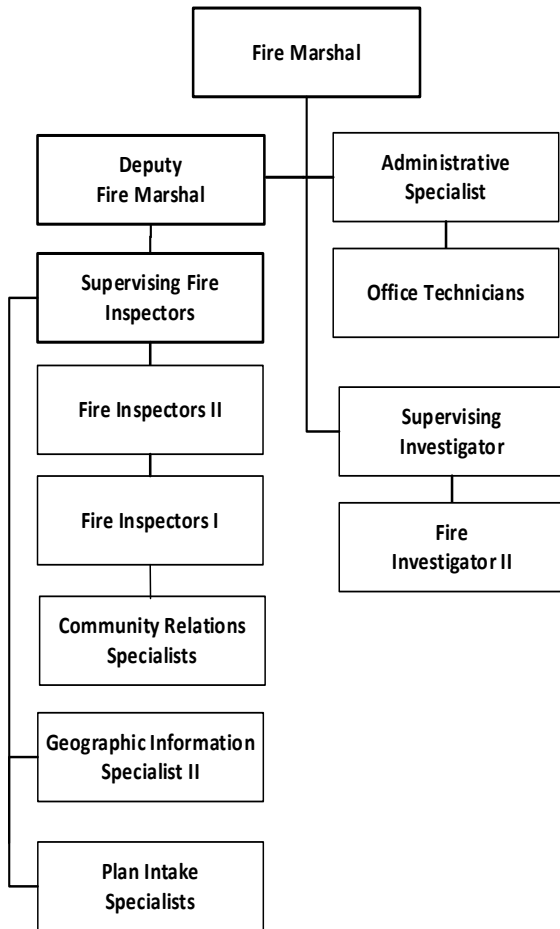 Fire Marshal
Deputy
Fire Marshal
Administrative
Specialist
Supervising Fire
Inspectors
Office Technicians
Fire Inspectors II
Supervising
Investigator
Fire Inspectors I
Fire
Investigator II
Community Relations
Specialists
Geographic Information
Specialist II
Plan Intake
Specialists